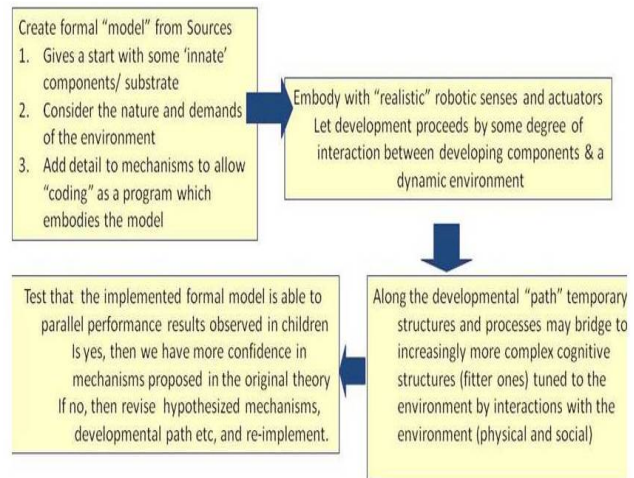 Create formal “model” from Sources
1. Gives a start with some ‘innate’
components/ substrate
2. Consider the nature and demands
of the environment
3. Add detail to mechanisms to allow
“coding” as a program which
embodies the model
Embody with “realistic” robotic senses and actuators
Let development proceeds by some degree of
interaction between developing components & a
dynamic environment
Along the developmental “path” temporary
structures and processes may bridge to
increasingly more complex cognitive
structures (fitter ones) tuned to the
environment by interactions with the
environment (physical and social)
Test that the implemented formal model is able to
parallel performance results observed in children
Is yes, then we have more confidence in
mechanisms proposed in the original theory
If no, then revise hypothesized mechanisms,
developmental path etc, and re-implement.